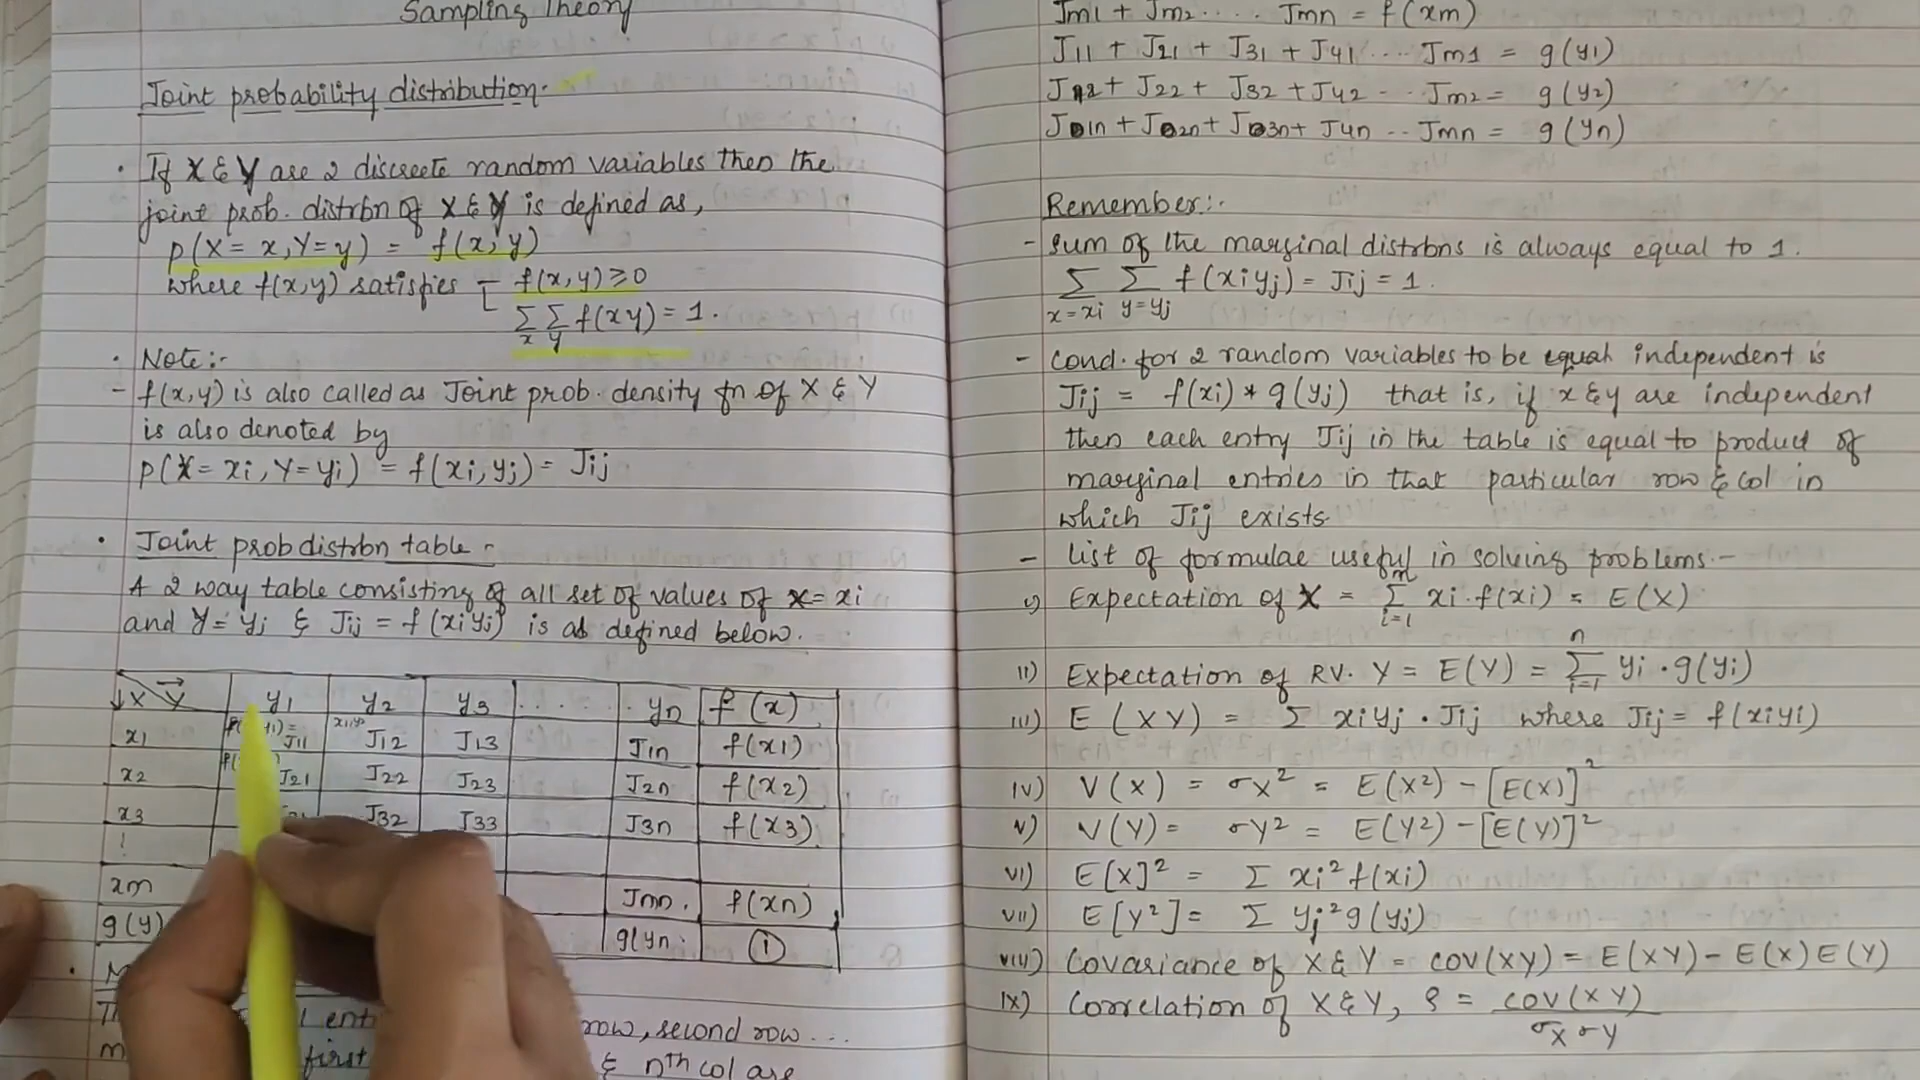 Sampling Theory
Joint probability distribution.
• If X & Y are 2 discreete random variables then the
joint prob. distrbn of X & Y is defined as,
p(X = x, Y = y) = f(x, y)
where f(x,y) satisfies - [ f(x,y) ≥ 0
∑x ∑y f(xy) = 1.
• Note:-
- f(x,y) is also called as Joint prob. density fn of X & Y
is also denoted by
p(X = xi, Y = yi) = f(xi, yj) = Jij
• Joint prob distrbn table -
A 2 way table consisting of all set of values of x = xi
and Y = yj & Jij = f(xiyj) is as defined below.
↓X Y→ y1 y2 y3 . . . . . yn f(x)
x1 J11 J12 J13 J1n f(x1)
x2 J21 J22 J23 J2n f(x2)
x3 J32 J33 J3n f(x3)
xm Jmn. f(xn)
g(y) g(yn. 1
row, second row...
first & nth col are
Jm1 + Jm2 . . . . Jmn = f(xm)
J11 + J21 + J31 + J41 .... Jm1 = g(y1)
J12 + J22 + J32 + J42 - .. Jm2 = g(y2)
J1n + J2n + J3n + J4n .. Jmn = g(yn)
Remember:-
- sum of the marginal distrbns is always equal to 1.
∑ ∑ f(xiyj) = Jij = 1.
x=xi y=yj
- cond. for 2 random variables to be independent is
Jij = f(xi) * g(yj) that is, if x & y are independent
then each entry Jij in the table is equal to product of
marginal entries in that particular row & col in
which Jij exists.
- list of formulae useful in solving problems.-
i) Expectation of X = m∑i=1 xi.f(xi) = E(X)
ii) Expectation of RV. Y = E(Y) = n∑i=1 yi.g(yi)
iii) E(XY) = ∑ xiyj . Jij where Jij = f(xiyi)
iv) V(X) = σx² = E(X²) - [E(X)]²
v) V(Y) = σY² = E(Y²) - [E(Y)]²
vi) E[X]² = ∑ xi² f(xi)
vii) E[Y²] = ∑ yj² g(yj)
viii) Covariance of X & Y = cov(XY) = E(XY) - E(X)E(Y)
ix) Correlation of X & Y, ρ = cov(XY)
σX σY